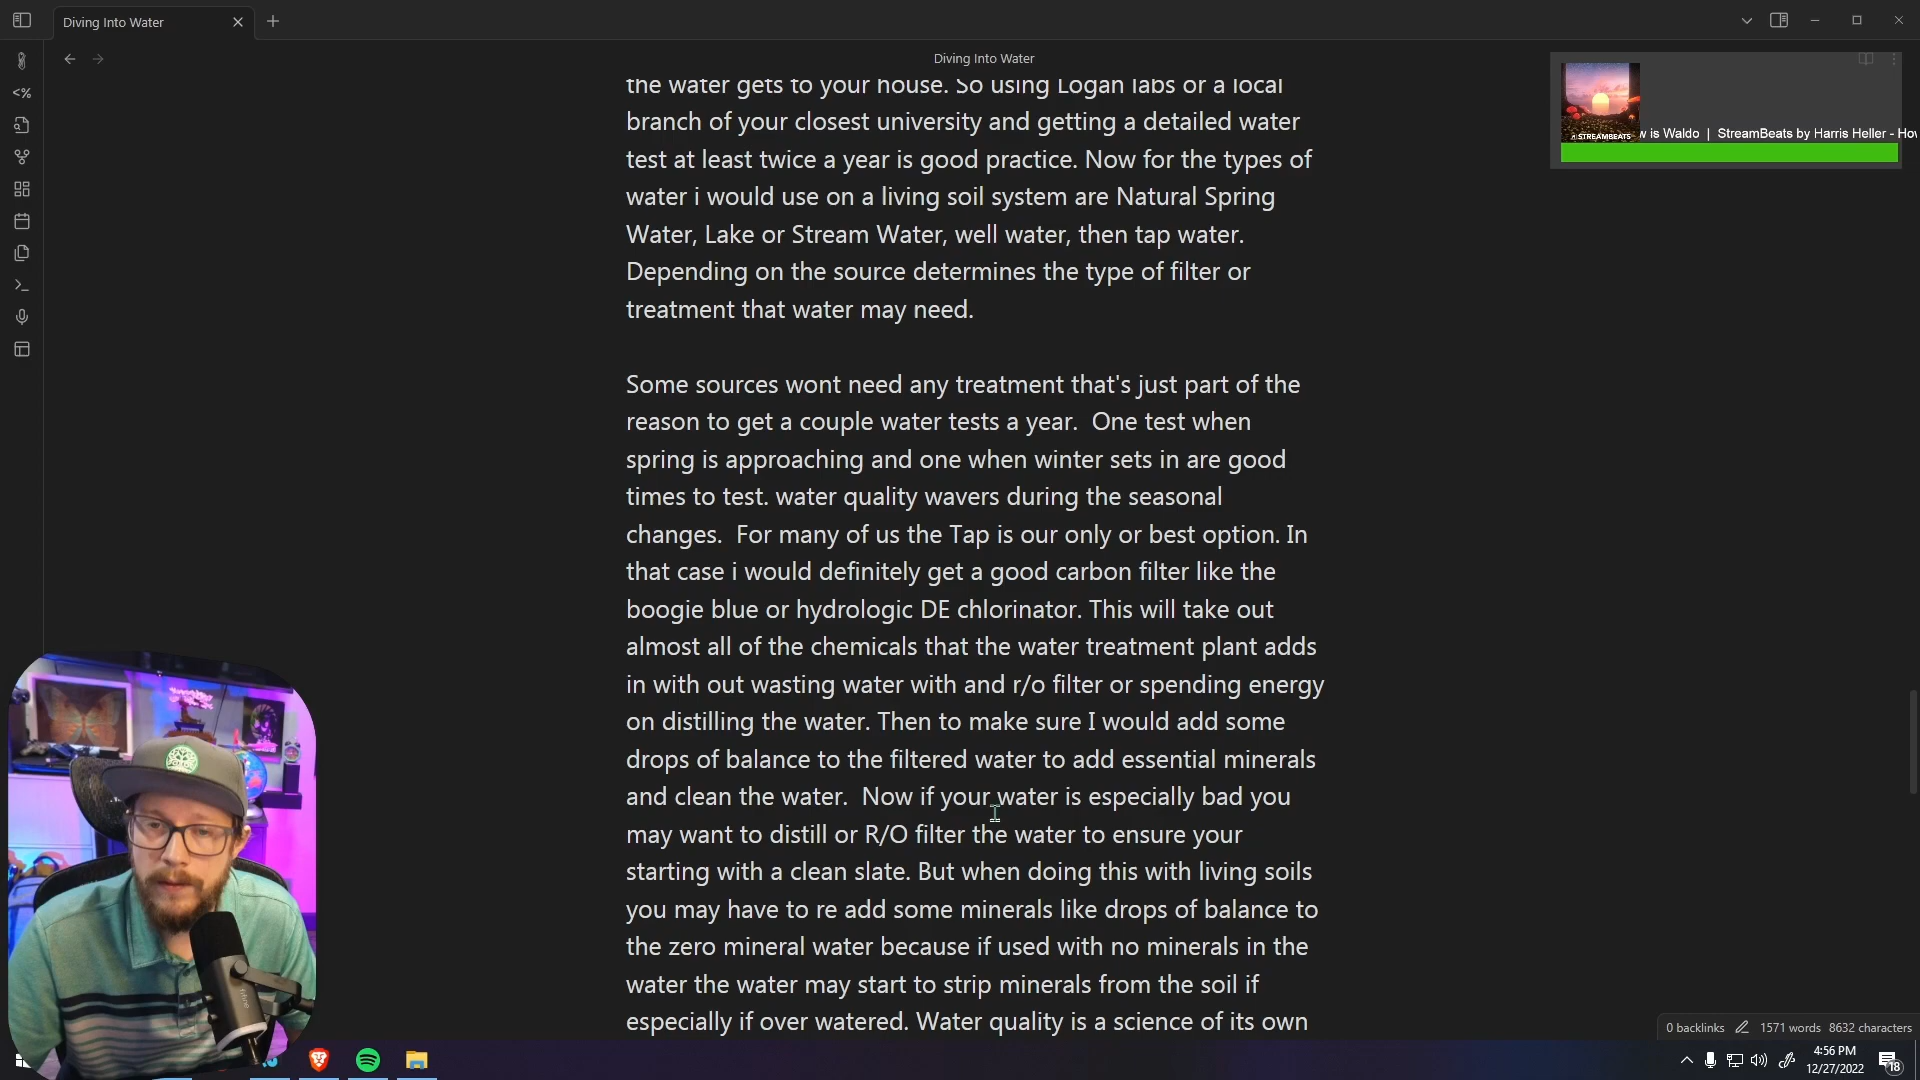 Diving Into Water
Diving Into Water
STREAMBEATS
w is Waldo | StreamBeats by Harris Heller - Ho
the water gets to your house. So using Logan labs or a local
branch of your closest university and getting a detailed water
test at least twice a year is good practice. Now for the types of
water i would use on a living soil system are Natural Spring
Water, Lake or Stream Water, well water, then tap water.
Depending on the source determines the type of filter or
treatment that water may need.
Some sources wont need any treatment that's just part of the
reason to get a couple water tests a year.  One test when
spring is approaching and one when winter sets in are good
times to test. water quality wavers during the seasonal
changes.  For many of us the Tap is our only or best option. In
that case i would definitely get a good carbon filter like the
boogie blue or hydrologic DE chlorinator. This will take out
almost all of the chemicals that the water treatment plant adds
in with out wasting water with and r/o filter or spending energy
on distilling the water. Then to make sure I would add some
drops of balance to the filtered water to add essential minerals
and clean the water.  Now if your water is especially bad you
may want to distill or R/O filter the water to ensure your
starting with a clean slate. But when doing this with living soils
you may have to re add some minerals like drops of balance to
the zero mineral water because if used with no minerals in the
water the water may start to strip minerals from the soil if
especially if over watered. Water quality is a science of its own
0 backlinks 1571 words 8632 characters
4:56 PM
12/27/2022
18